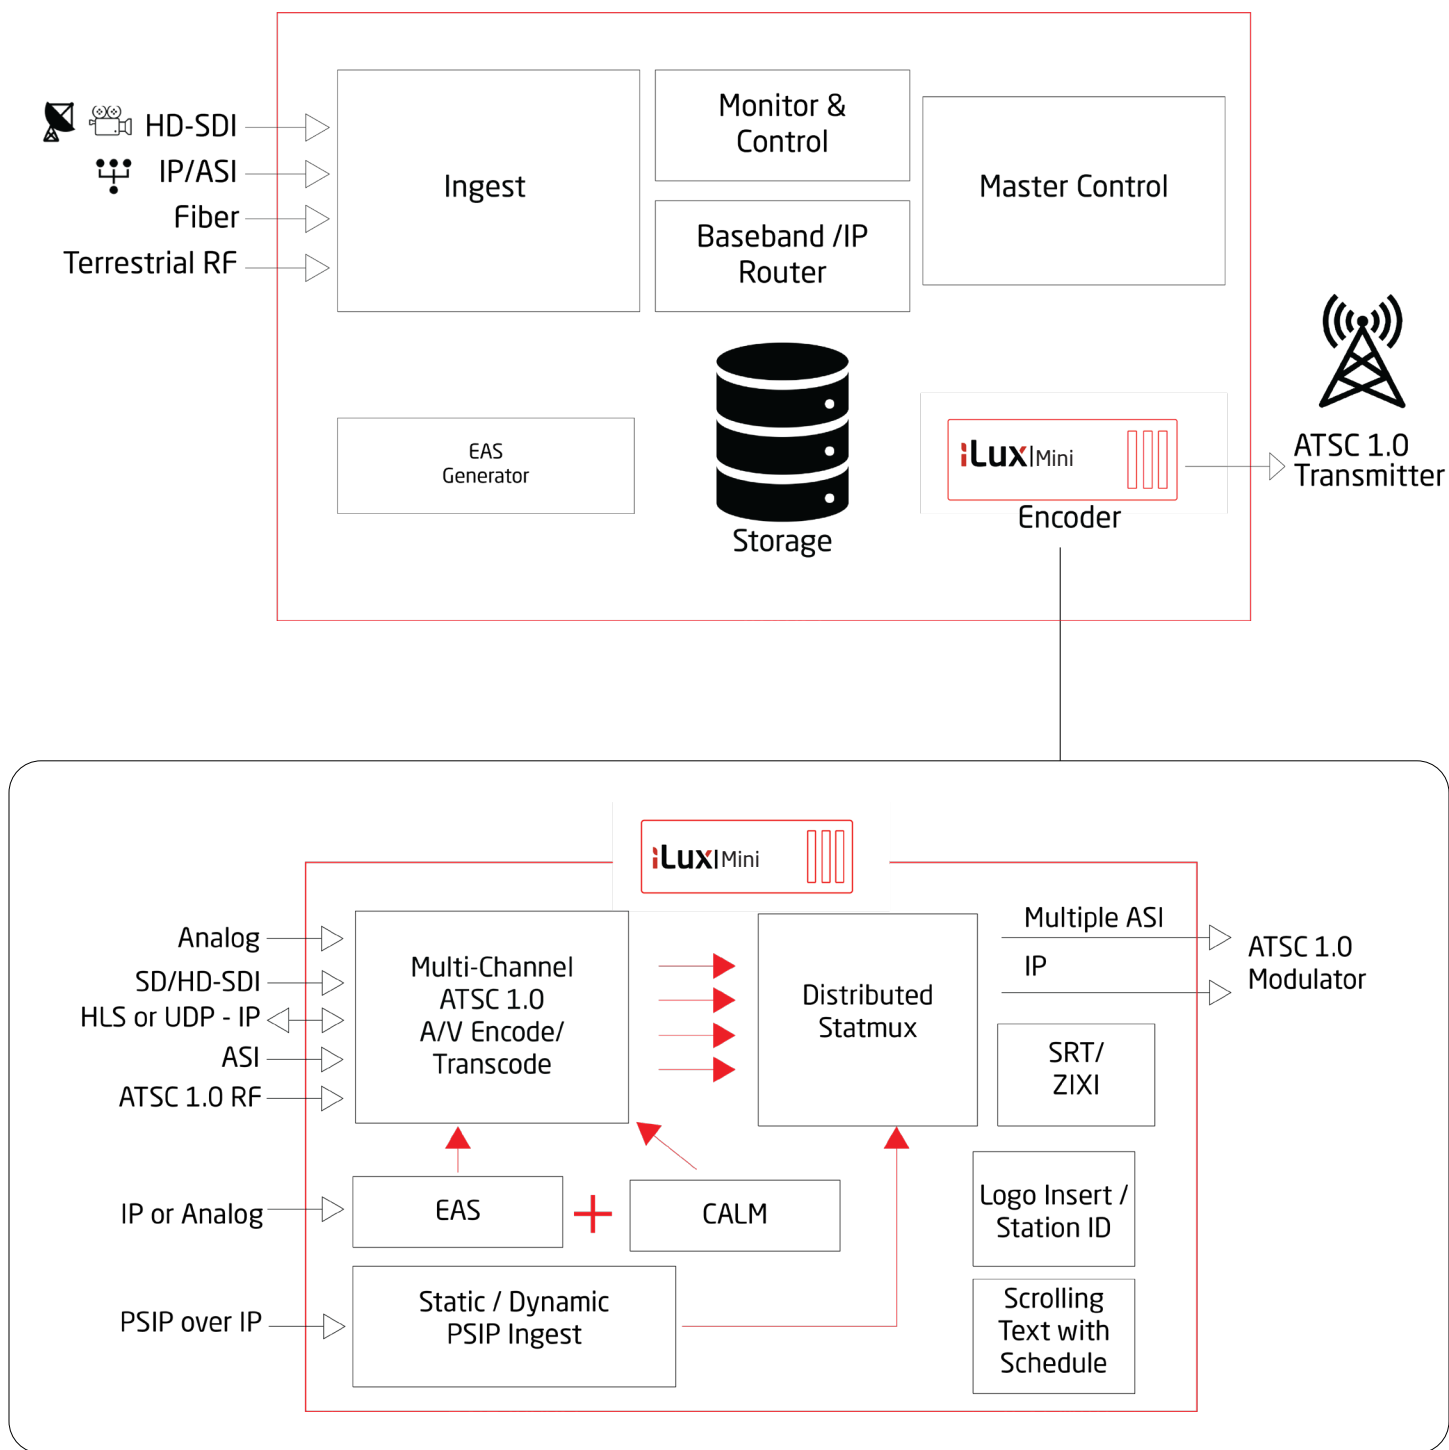 HD-SDI
IP/ASI
Fiber
Terrestrial RF
Ingest
Monitor &
Control
Baseband /IP
Router
Master Control
EAS
Generator
Storage
iLux|Mini
Encoder
ATSC 1.0
Transmitter
iLux|Mini
Analog
SD/HD-SDI
HLS or UDP - IP
ASI
ATSC 1.0 RF
Multi-Channel
ATSC 1.0
A/V Encode/
Transcode
Distributed
Statmux
Multiple ASI
IP
ATSC 1.0
Modulator
SRT/
ZIXI
IP or Analog
EAS
CALM
Logo Insert /
Station ID
PSIP over IP
Static / Dynamic
PSIP Ingest
Scrolling
Text with
Schedule